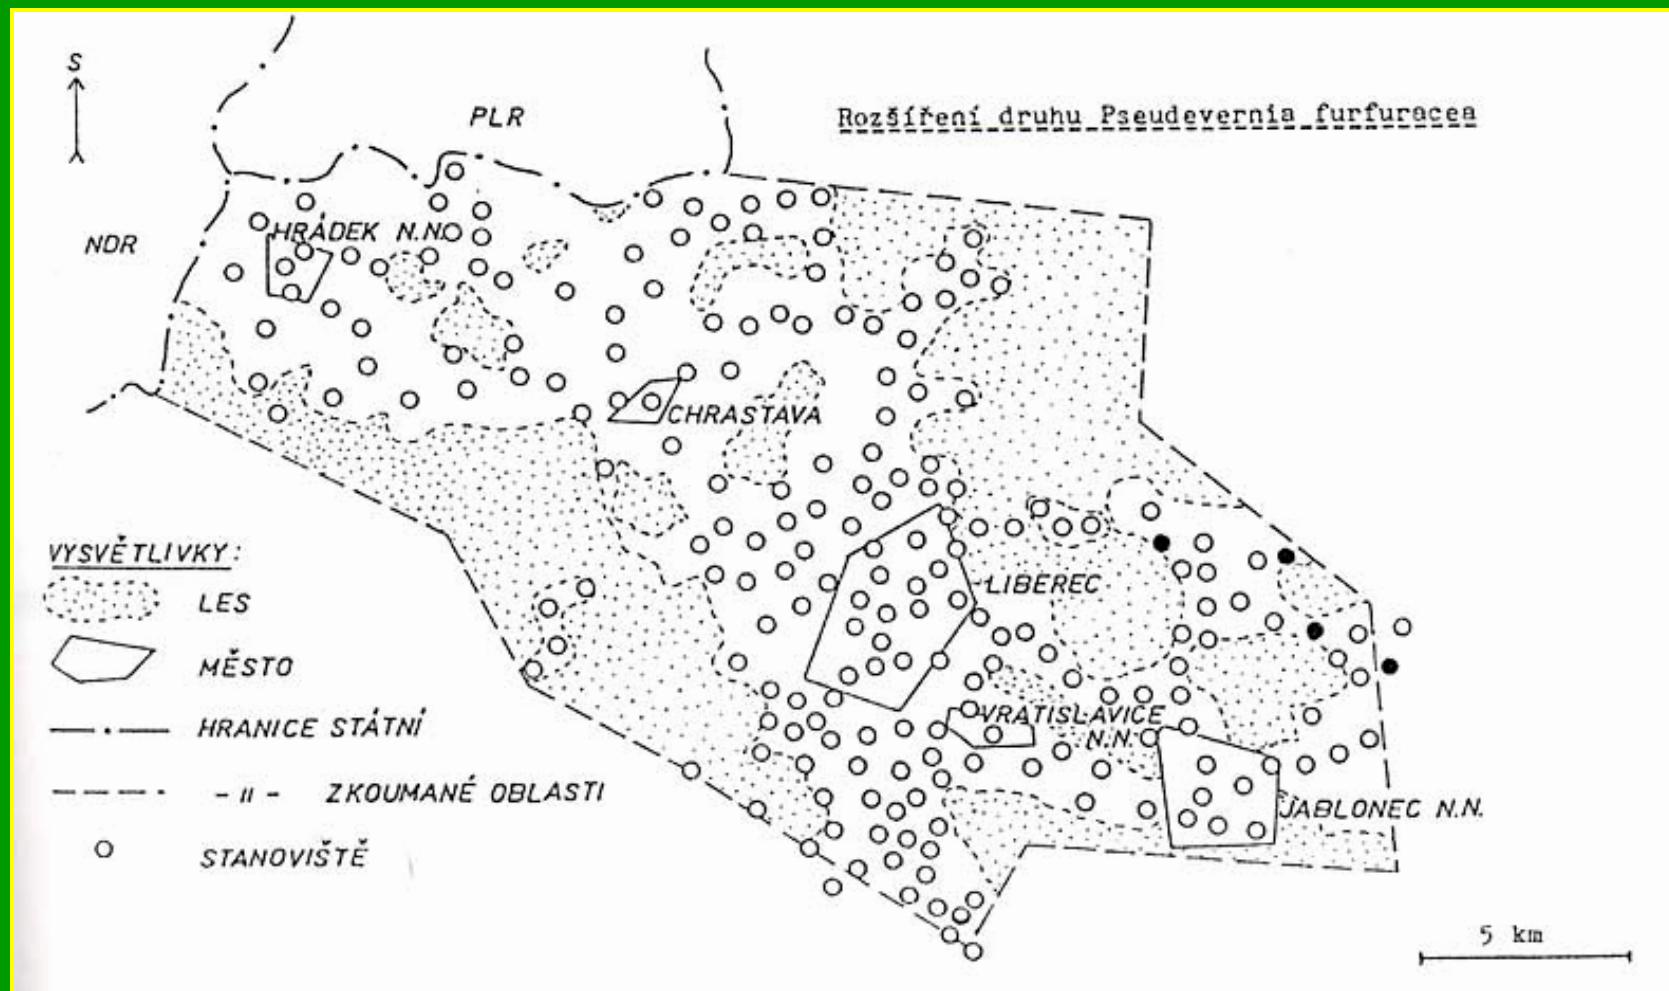 S
PLR
Rozšíření druhu Pseudevernia furfuracea
NDR
HRÁDEK N.N.
CHRASTAVA
VYSVĚTLIVKY:
LES
LIBEREC
MĚSTO
VRATISLAVICE
N.N.
HRANICE STÁTNÍ
- 11 - ZKOUMANÉ OBLASTI
JABLONEC N.N.
STANOVIŠTĚ
5 km